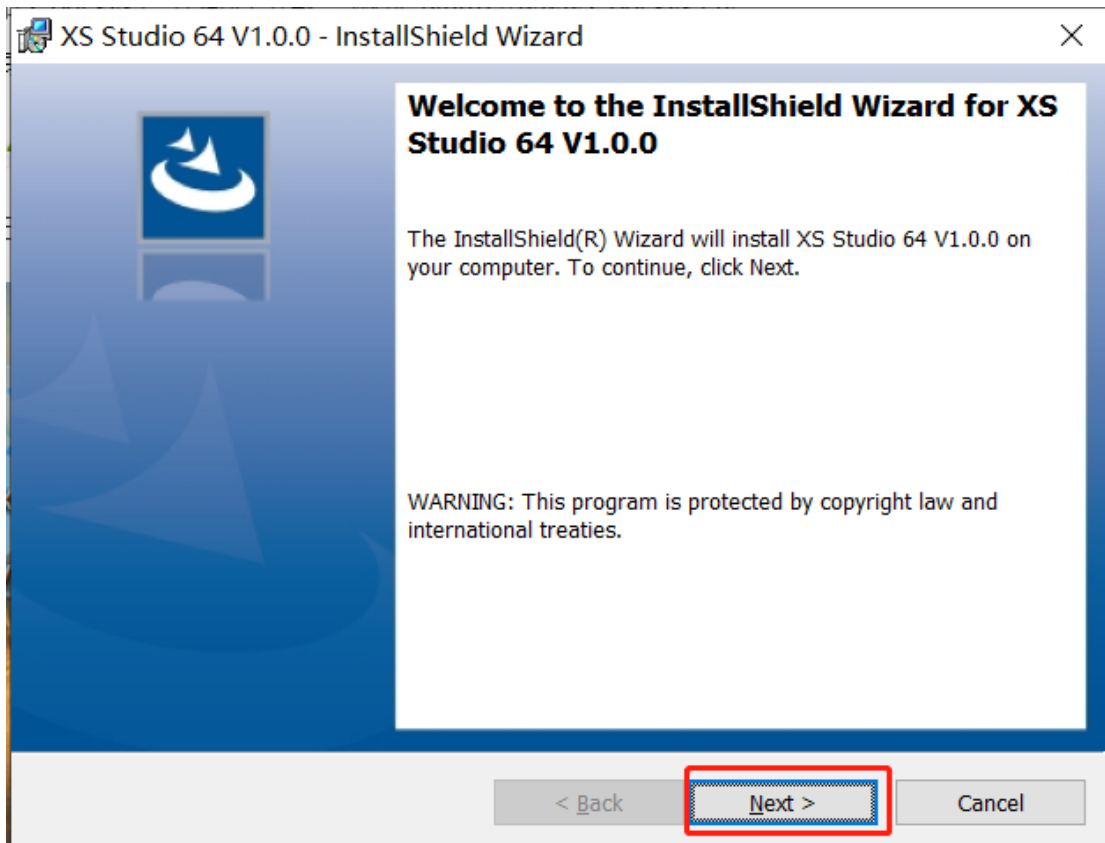 XS Studio 64 V1.0.0 - InstallShield Wizard
Welcome to the InstallShield Wizard for XS
Studio 64 V1.0.0
The InstallShield(R) Wizard will install XS Studio 64 V1.0.0 on
your computer. To continue, click Next.
WARNING: This program is protected by copyright law and
international treaties.
< Back Next > Cancel